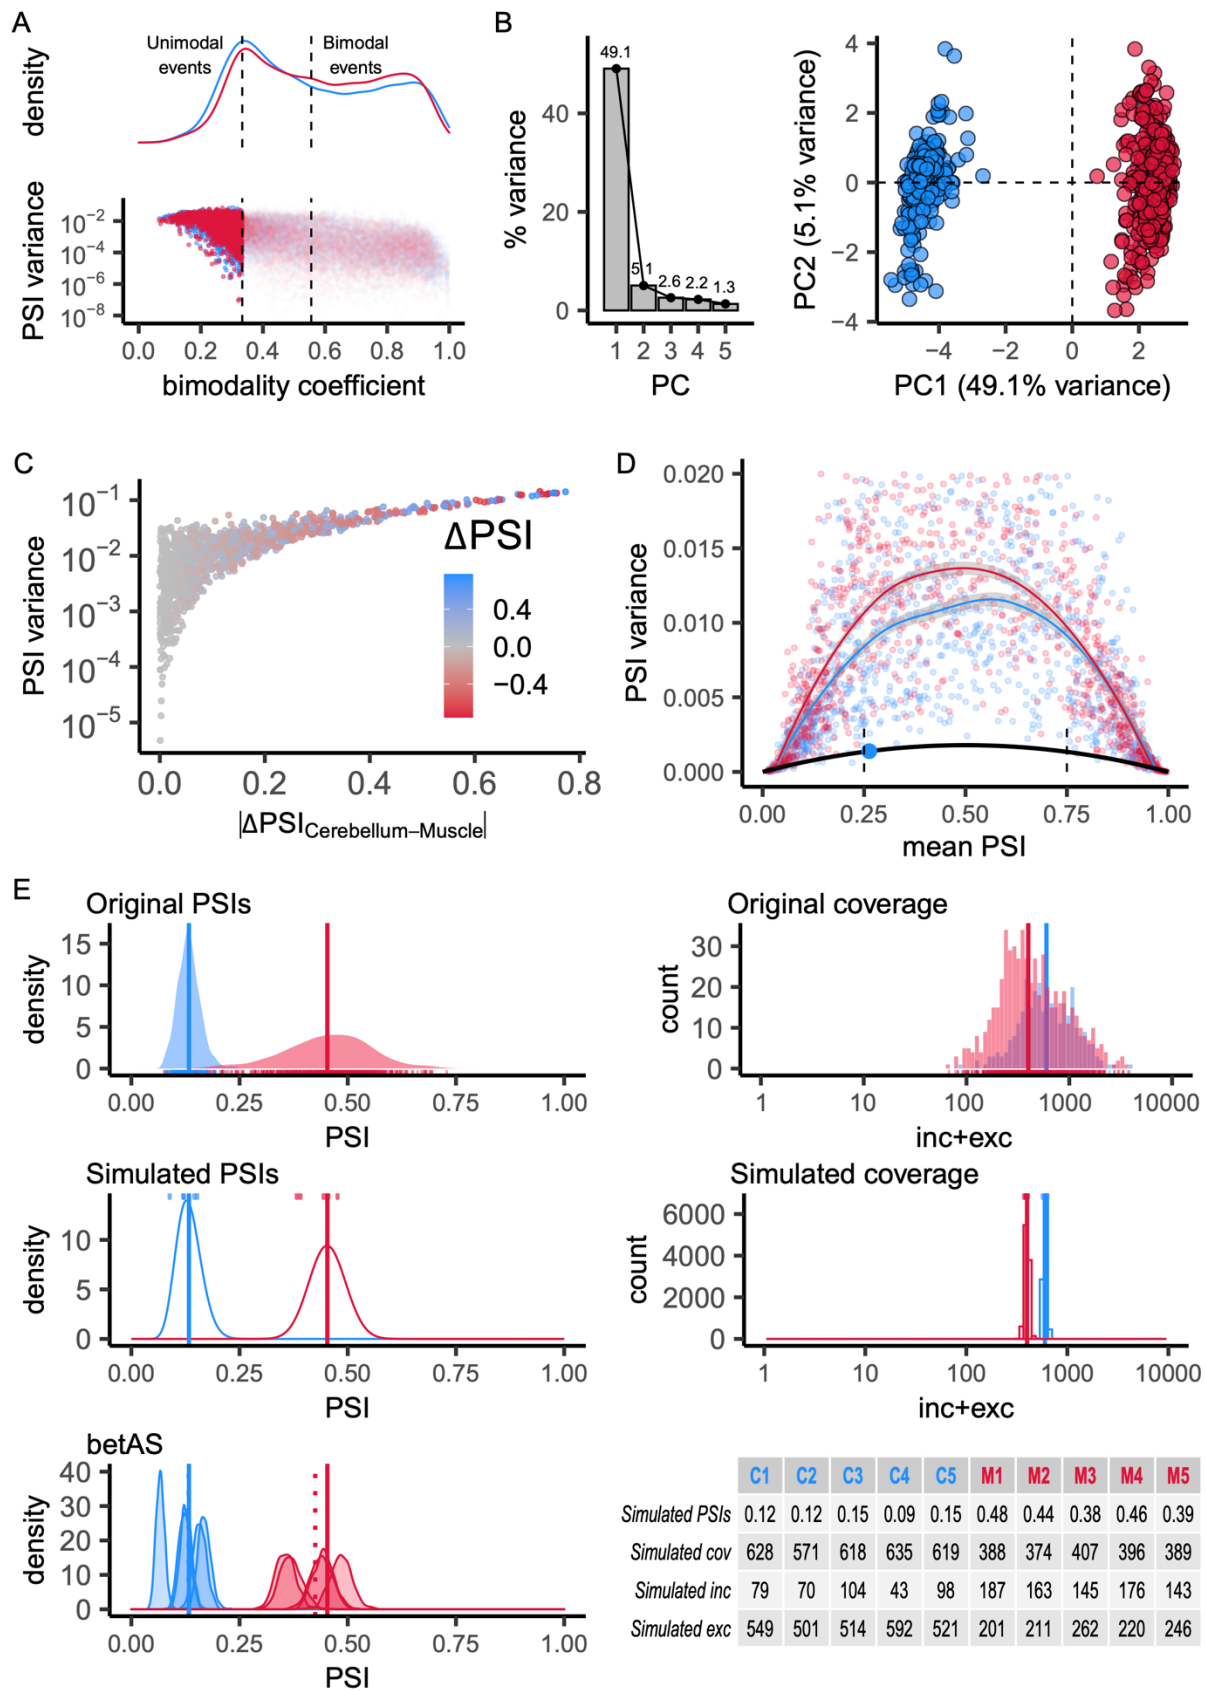 A
Unimodal
events
Bimodal
events
density
PSI variance
10−2
10−4
10−6
10−8
0.0 0.2 0.4 0.6 0.8 1.0
bimodality coefficient
B
% variance
40
20
0
49.1
5.1
2.6
2.2
1.3
1 2 3 4 5
PC
PC2 (5.1% variance)
4
2
0
−2
−4
−4 −2 0 2
PC1 (49.1% variance)
C
PSI variance
10−1
10−2
10−3
10−4
10−5
ΔPSI
0.4
0.0
−0.4
0.0 0.2 0.4 0.6 0.8
|ΔPSICerebellum−Muscle|
D
PSI variance
0.020
0.015
0.010
0.005
0.000
0.00 0.25 0.50 0.75 1.00
mean PSI
E
Original PSIs
density
15
10
5
0
0.00 0.25 0.50 0.75 1.00
PSI
Original coverage
count
30
20
10
0
1 10 100 1000 10000
inc+exc
Simulated PSIs
density
10
5
0
0.00 0.25 0.50 0.75 1.00
PSI
Simulated coverage
count
6000
4000
2000
0
1 10 100 1000 10000
inc+exc
betAS
density
40
30
20
10
0
0.00 0.25 0.50 0.75 1.00
PSI
C1 C2 C3 C4 C5 M1 M2 M3 M4 M5
Simulated PSIs 0.12 0.12 0.15 0.09 0.15 0.48 0.44 0.38 0.46 0.39
Simulated cov 628 571 618 635 619 388 374 407 396 389
Simulated inc 79 70 104 43 98 187 163 145 176 143
Simulated exc 549 501 514 592 521 201 211 262 220 246